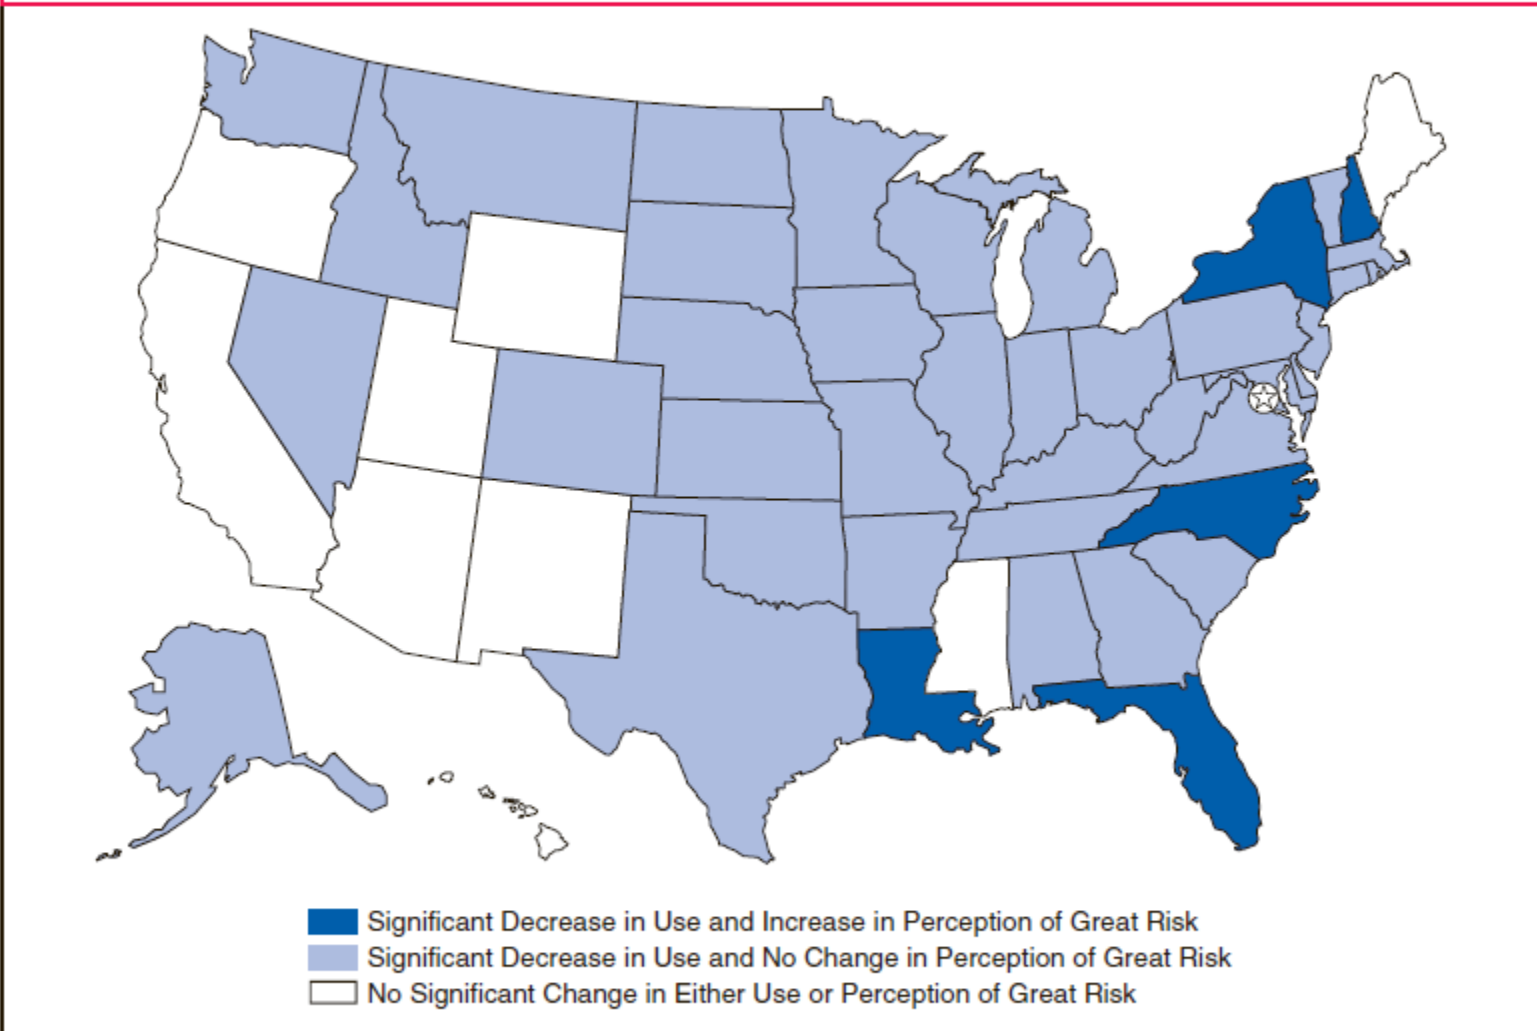 Significant Decrease in Use and Increase in Perception of Great Risk
Significant Decrease in Use and No Change in Perception of Great Risk
No Significant Change in Either Use or Perception of Great Risk